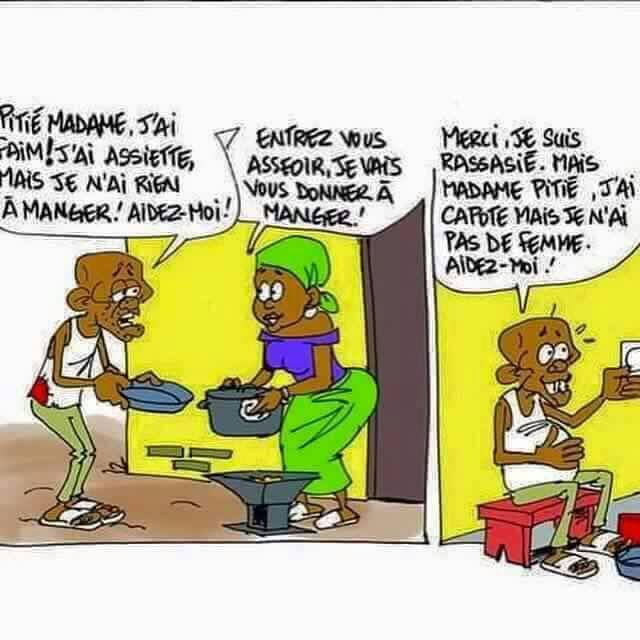 PITIÉ MADAME, J'AI
FAIM! J'AI ASSIETTE,
MAIS JE N'AI RIEN
À MANGER! AIDEZ-MOI!
ENTREZ VOUS
ASSEOIR, JE VAIS
VOUS DONNER À
MANGER!
MERCI, JE SUIS
RASSASIÉ. MAIS
MADAME PITIÉ, J'AI
CAPOTE MAIS JE N'AI
PAS DE FEMME.
AIDEZ-MOI!